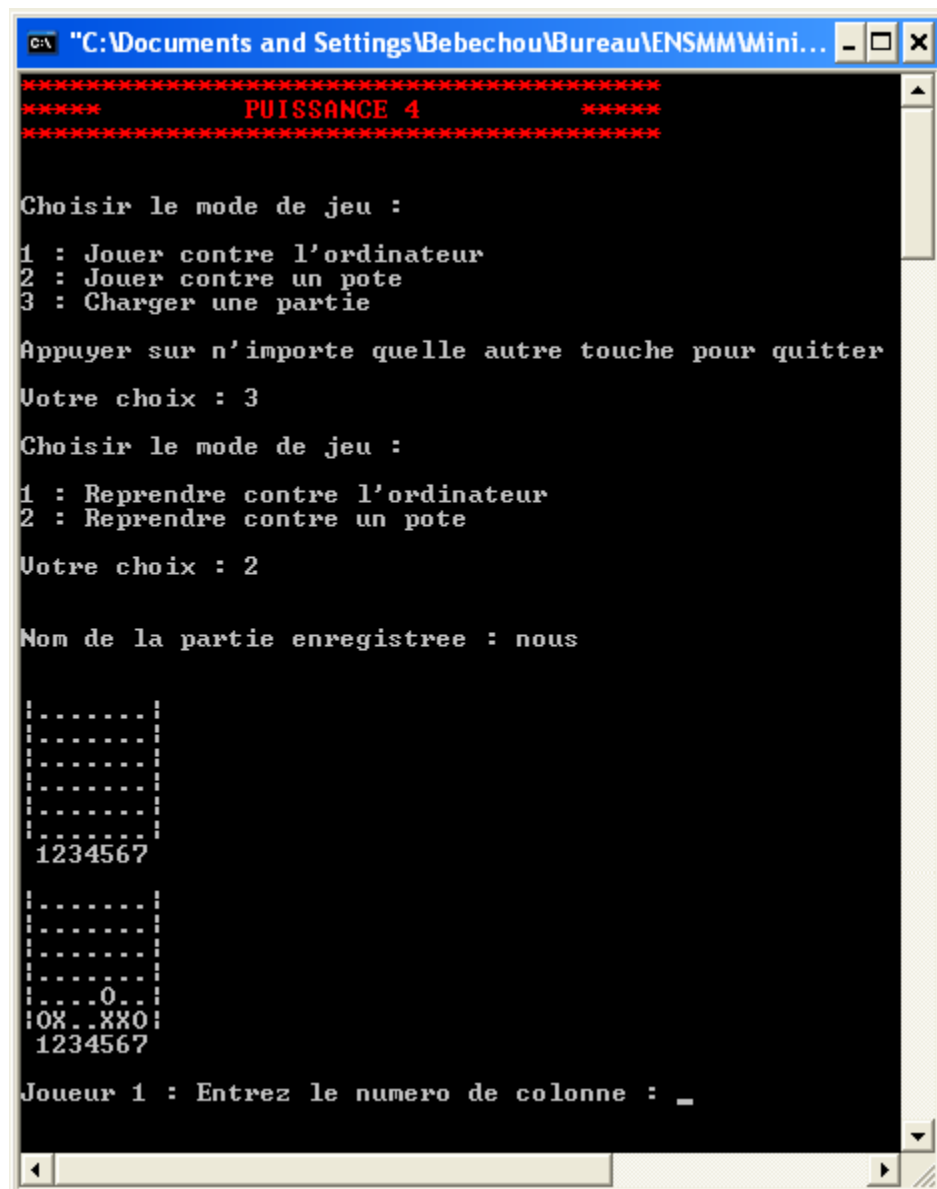 "C:\Documents and Settings\Bebechou\Bureau\ENSMM\Mini...
****************************************
***** PUISSANCE 4 *****
****************************************
Choisir le mode de jeu :
1 : Jouer contre l'ordinateur
2 : Jouer contre un pote
3 : Charger une partie
Appuyer sur n'importe quelle autre touche pour quitter
Votre choix : 3
Choisir le mode de jeu :
1 : Reprendre contre l'ordinateur
2 : Reprendre contre un pote
Votre choix : 2
Nom de la partie enregistree : nous
|.......|
|.......|
|.......|
|.......|
|.......|
|.......|
1234567
|.......|
|.......|
|.......|
|.......|
|....O..|
|OX..XXO|
1234567
Joueur 1 : Entrez le numero de colonne : _